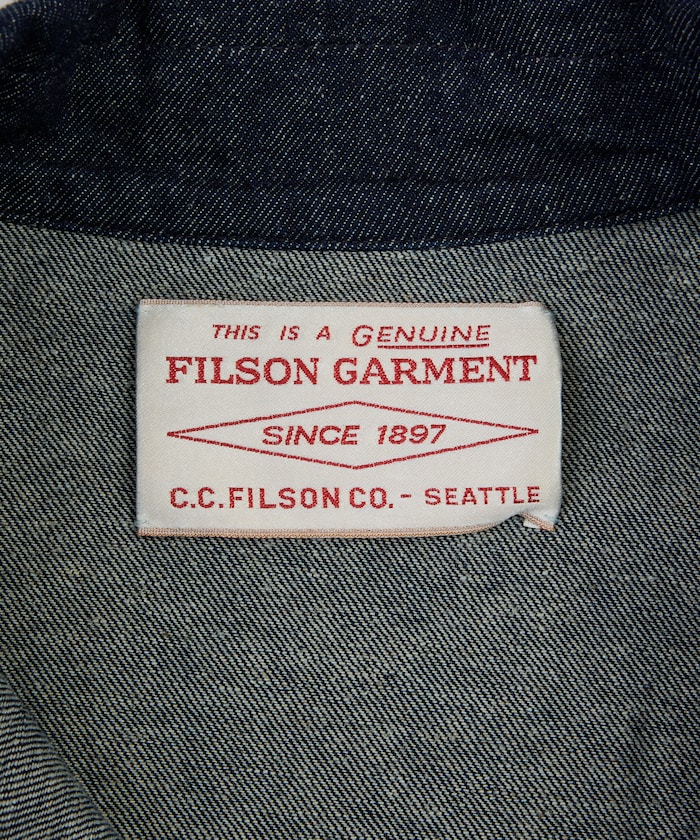 THIS IS A GENUINE
FILSON GARMENT
SINCE 1897
C.C.FILSON CO. - SEATTLE